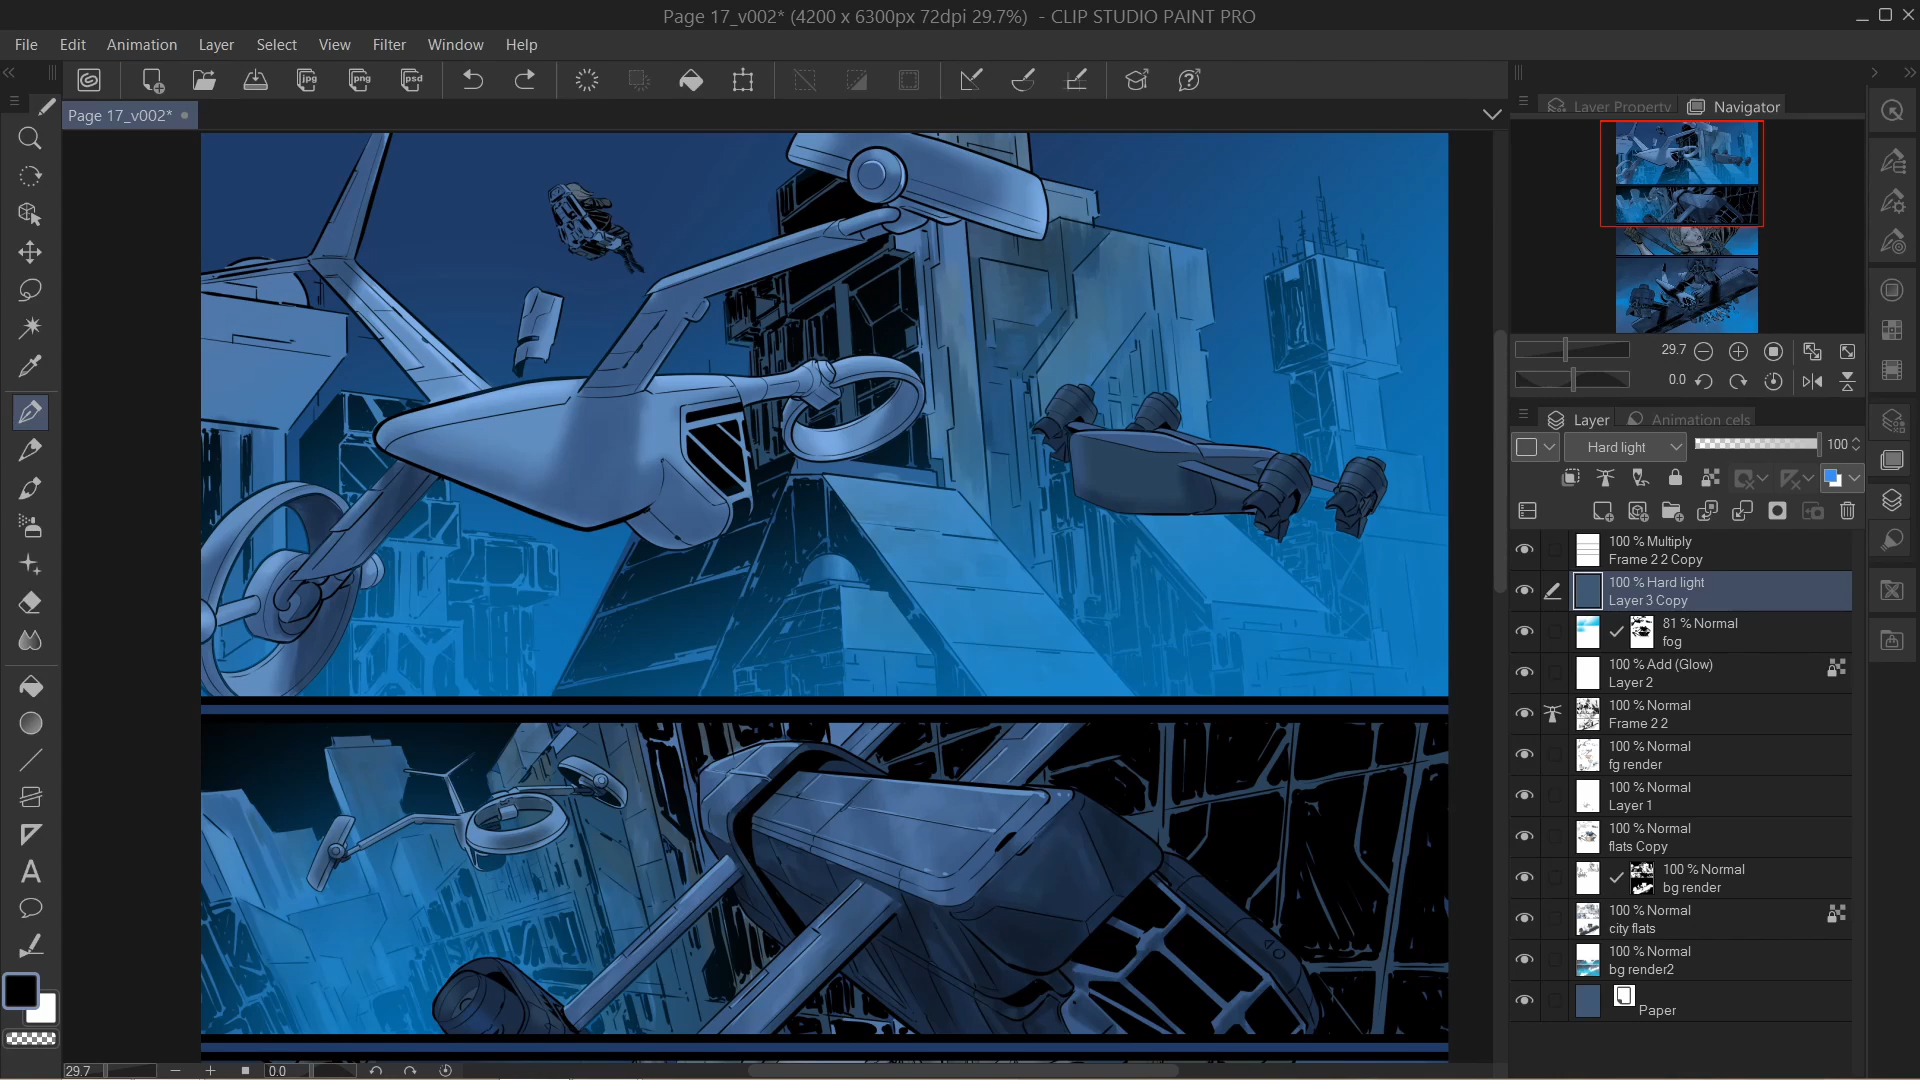 Page 17_v002* (4200 x 6300px 72dpi 29.7%) - CLIP STUDIO PAINT PRO
File Edit Animation Layer Select View Filter Window Help
jpg png psd
Page 17_v002*
Layer Property Navigator
29.7
0.0
Layer Animation cels
Hard light 100
100 % Multiply
Frame 2 2 Copy
100 % Hard light
Layer 3 Copy
81 % Normal
fog
100 % Add (Glow)
Layer 2
100 % Normal
Frame 2 2
100 % Normal
fg render
100 % Normal
Layer 1
100 % Normal
flats Copy
100 % Normal
bg render
100 % Normal
city flats
100 % Normal
bg render2
Paper
A
40
29.7 0.0